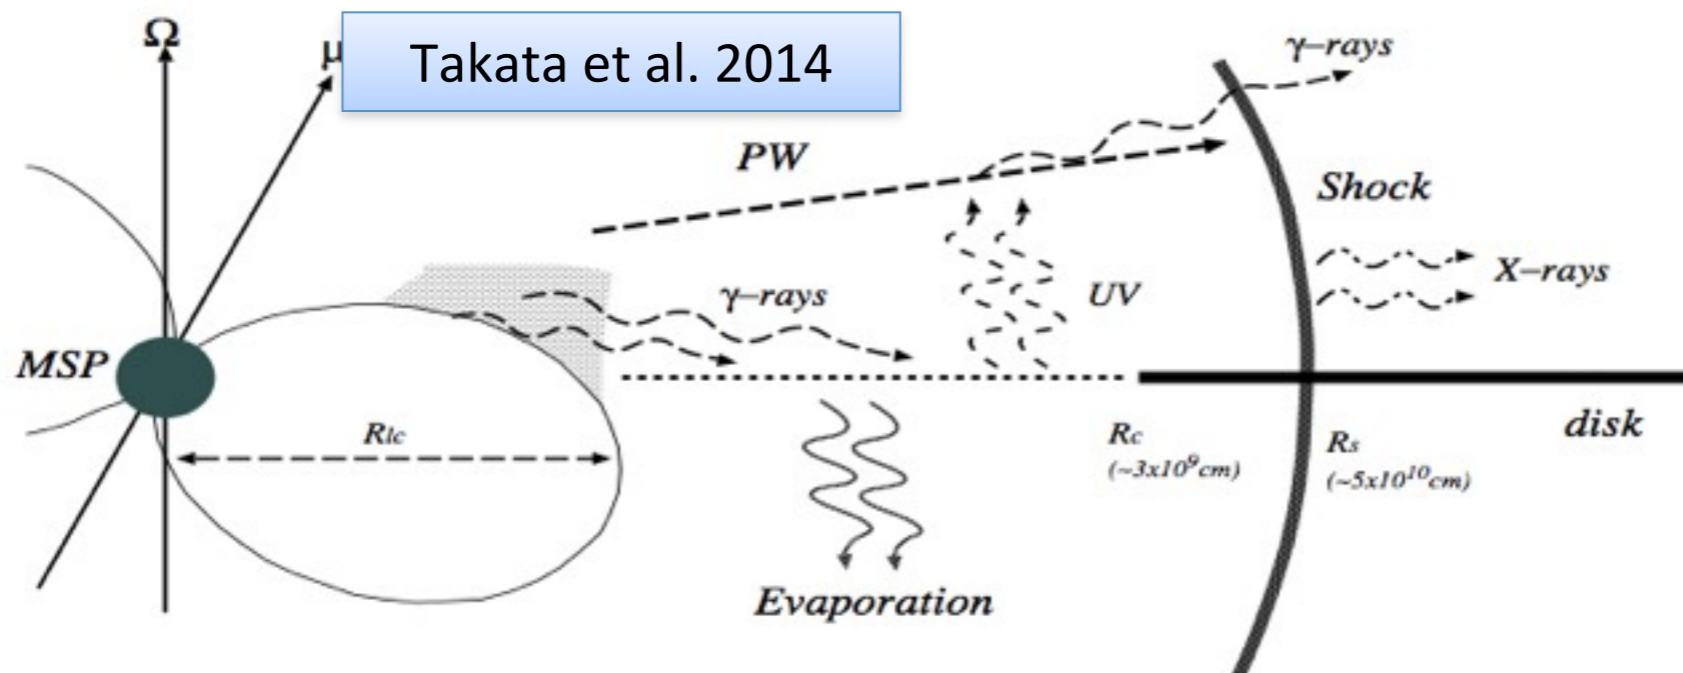 Ω
μ
Takata et al. 2014
γ–rays
PW
Shock
γ–rays
UV
X–rays
MSP
Rlc
Rc
(~3x10⁹cm)
Rs
(~5x10¹⁰cm)
disk
Evaporation